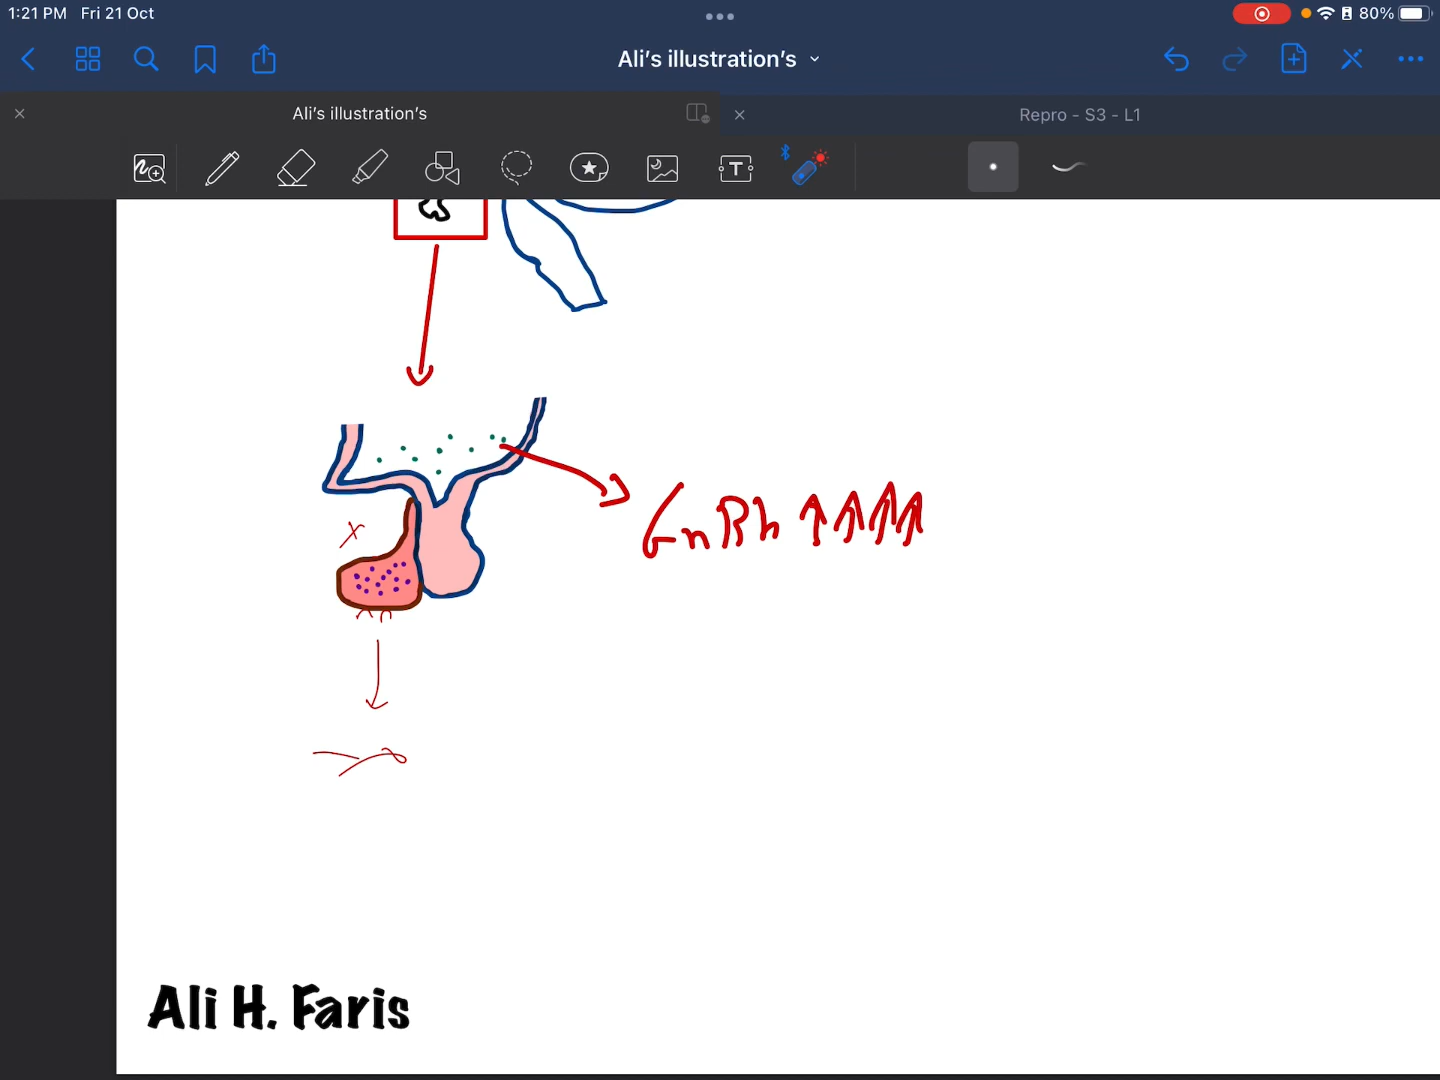 1:21 PM Fri 21 Oct
80%
Ali's illustration's
Ali's illustration's
Repro - S3 - L1
T
GnRh ↑↑↑↑
Ali H. Faris